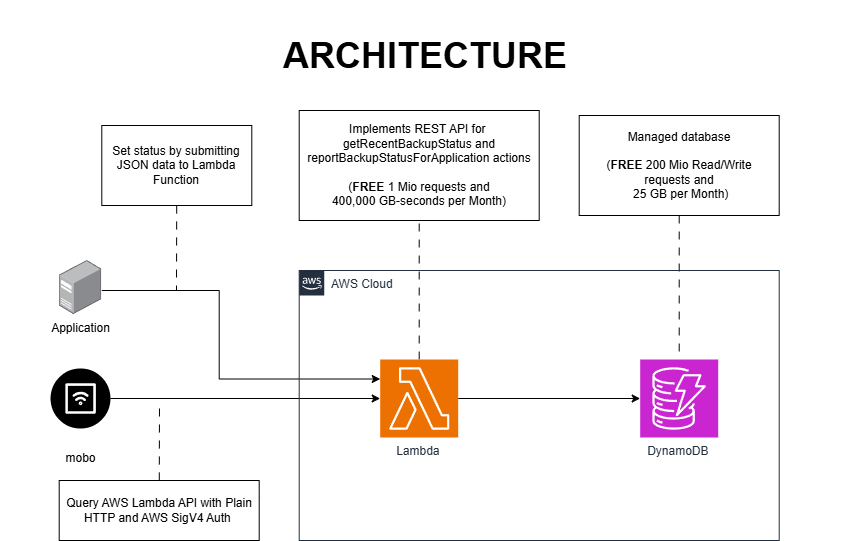 ARCHITECTURE
Set status by submitting
JSON data to Lambda
Function
Implements REST API for
getRecentBackupStatus and
reportBackupStatusForApplication actions
(FREE 1 Mio requests and
400,000 GB-seconds per Month)
Managed database
(FREE 200 Mio Read/Write
requests and
25 GB per Month)
aws
AWS Cloud
Application
mobo
Lambda
DynamoDB
Query AWS Lambda API with Plain
HTTP and AWS SigV4 Auth